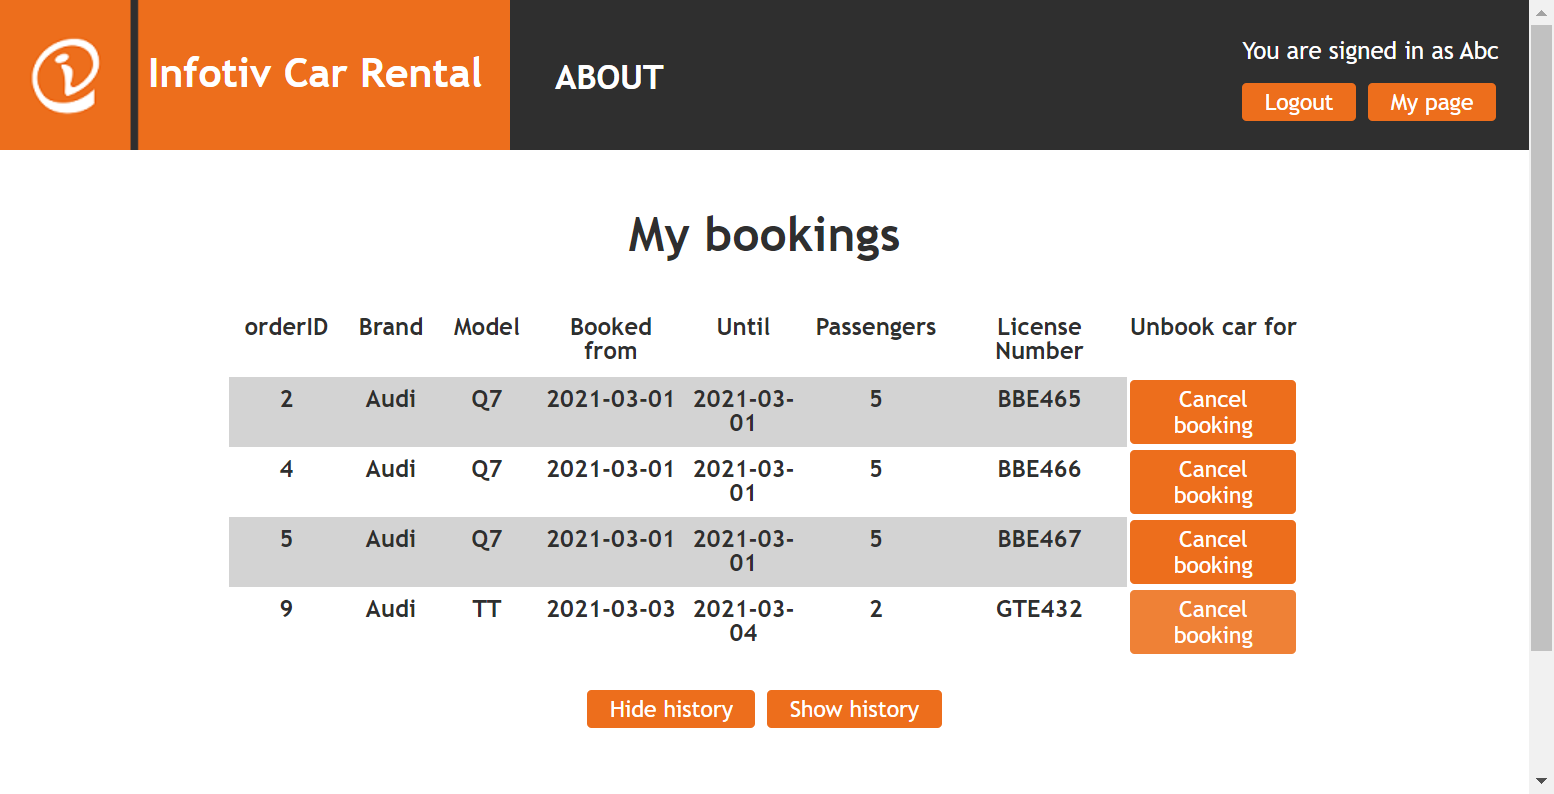 Infotiv Car Rental
ABOUT
You are signed in as Abc
Logout
My page
My bookings
orderID Brand Model Booked from Until Passengers License Number Unbook car for
2 Audi Q7 2021-03-01 2021-03-01 5 BBE465 Cancel booking
4 Audi Q7 2021-03-01 2021-03-01 5 BBE466 Cancel booking
5 Audi Q7 2021-03-01 2021-03-01 5 BBE467 Cancel booking
9 Audi TT 2021-03-03 2021-03-04 2 GTE432 Cancel booking
Hide history
Show history